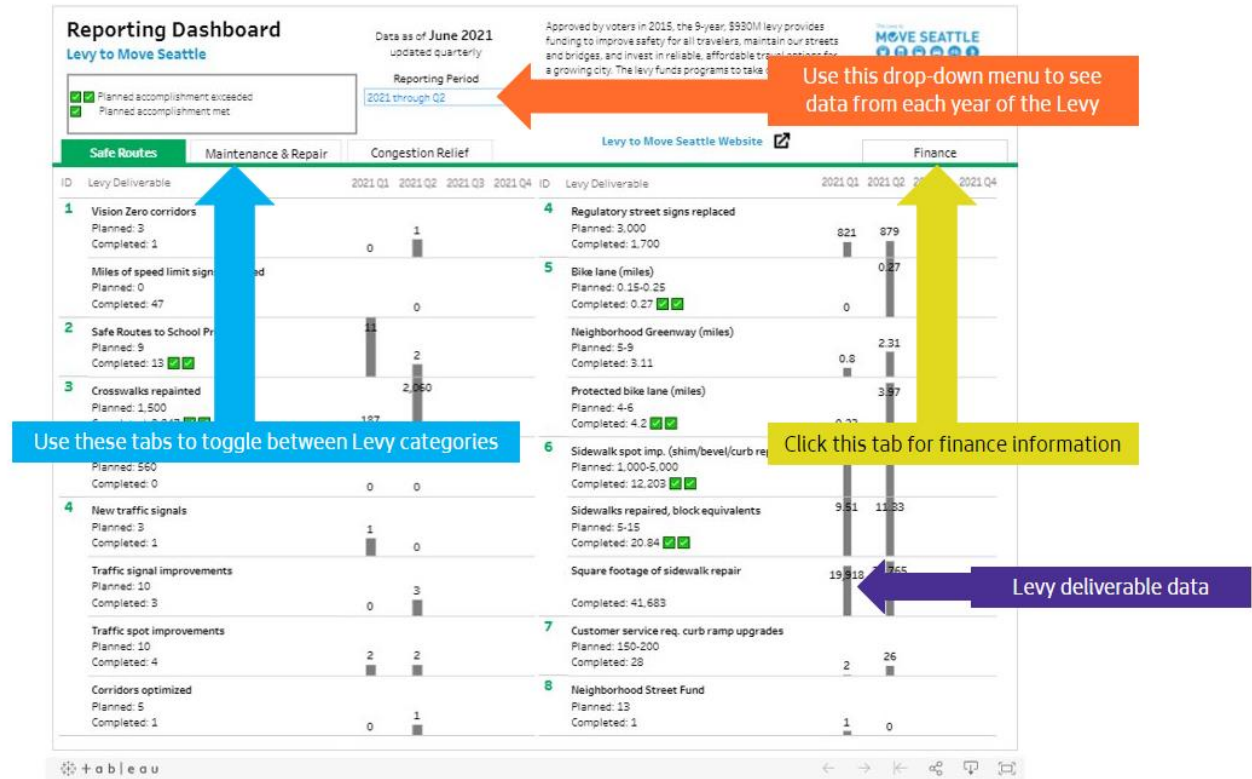 Reporting Dashboard
Levy to Move Seattle
Planned accomplishment exceeded
Planned accomplishment met
Data as of June 2021
updated quarterly
Reporting Period
2021 through Q2
Approved by voters in 2015, the 9-year, $930M levy provides
funding to improve safety for all travelers, maintain our streets
and bridges, and invest in reliable, affordable travel options for
a growing city. The levy funds programs to take
MOVE SEATTLE
Use this drop-down menu to see
data from each year of the Levy
Levy to Move Seattle Website
Safe Routes
Maintenance & Repair
Congestion Relief
Finance
ID Levy Deliverable 2021 Q1 2021 Q2 2021 Q3 2021 Q4
1 Vision Zero corridors
Planned: 3
Completed: 1
0 1
Miles of speed limit
Planned: 0
Completed: 47
0
2 Safe Routes to School
Planned: 9
Completed: 13 ✅✅
11 2
3 Crosswalks repainted
Planned: 1,500
187 2,060
Use these tabs to toggle between Levy categories
Planned: 560
Completed: 0
0 0
4 New traffic signals
Planned: 3
Completed: 1
1 0
Traffic signal improvements
Planned: 10
Completed: 3
0 3
Traffic spot improvements
Planned: 10
Completed: 4
2 2
Corridors optimized
Planned: 5
Completed: 1
0 1
ID Levy Deliverable 2021 Q1 2021 Q2 2021 Q4
4 Regulatory street signs replaced
Planned: 3,000
Completed: 1,700
821 879
5 Bike lane (miles)
Planned: 0.15-0.25
Completed: 0.27 ✅✅
0 0.27
Neighborhood Greenway (miles)
Planned: 5-9
Completed: 3.11
0.8 2.31
Protected bike lane (miles)
Planned: 4-6
Completed: 4.2 ✅✅
3.97
Click this tab for finance information
6 Sidewalk spot imp. (shim/bevel/curb
Planned: 1,000-5,000
Completed: 12,203 ✅✅
Sidewalks repaired, block equivalents
Planned: 5-15
Completed: 20.84 ✅✅
9.51 11.33
Square footage of sidewalk repair
Completed: 41,683
19,918
Levy deliverable data
7 Customer service req. curb ramp upgrades
Planned: 150-200
Completed: 28
2 26
8 Neighborhood Street Fund
Planned: 13
Completed: 1
1 0
+ableau